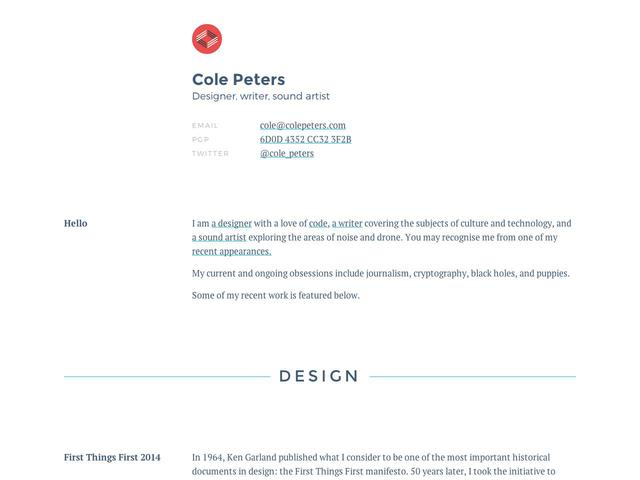 Cole Peters
Designer, writer, sound artist
EMAIL cole@colepeters.com
PGP 6D0D 4352 CC32 3F2B
TWITTER @cole_peters
Hello
I am a designer with a love of code, a writer covering the subjects of culture and technology, and
a sound artist exploring the areas of noise and drone. You may recognise me from one of my
recent appearances.
My current and ongoing obsessions include journalism, cryptography, black holes, and puppies.
Some of my recent work is featured below.
DESIGN
First Things First 2014
In 1964, Ken Garland published what I consider to be one of the most important historical
documents in design: the First Things First manifesto. 50 years later, I took the initiative to